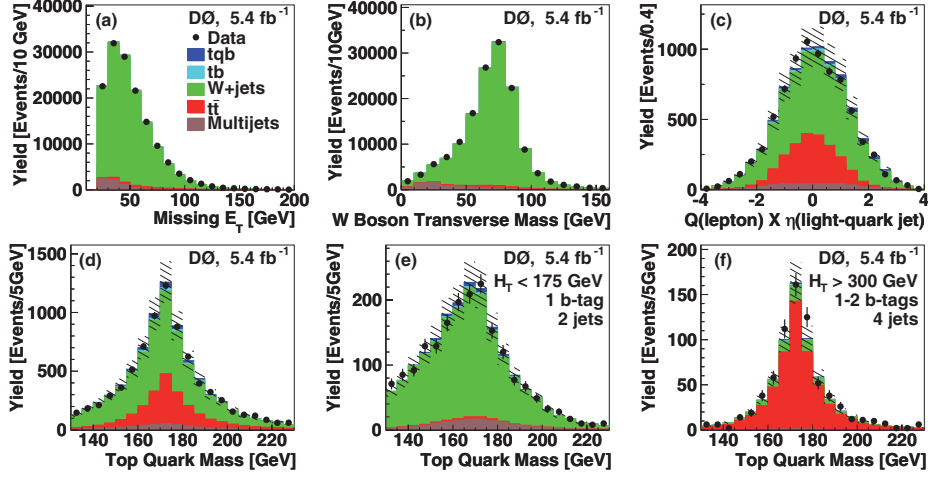 (a) DØ, 5.4 fb⁻¹
Data
tqb
tb
W+jets
tt̄
Multijets
Yield [Events/10 GeV]
40000
30000
20000
10000
0
0 50 100 150 200
Missing E_T [GeV]
(b) DØ, 5.4 fb⁻¹
Yield [Events/10GeV]
40000
30000
20000
10000
0
0 50 100 150
W Boson Transverse Mass [GeV]
(c) DØ, 5.4 fb⁻¹
Yield [Events/0.4]
1000
500
0
-4 -2 0 2 4
Q(lepton) X η(light-quark jet)
(d) DØ, 5.4 fb⁻¹
Yield [Events/5GeV]
1500
1000
500
0
140 160 180 200 220
Top Quark Mass [GeV]
(e) DØ, 5.4 fb⁻¹
H_T < 175 GeV
1 b-tag
2 jets
Yield [Events/5GeV]
200
100
0
140 160 180 200 220
Top Quark Mass [GeV]
(f) DØ, 5.4 fb⁻¹
H_T > 300 GeV
1-2 b-tags
4 jets
Yield [Events/5GeV]
200
150
100
50
0
140 160 180 200 220
Top Quark Mass [GeV]